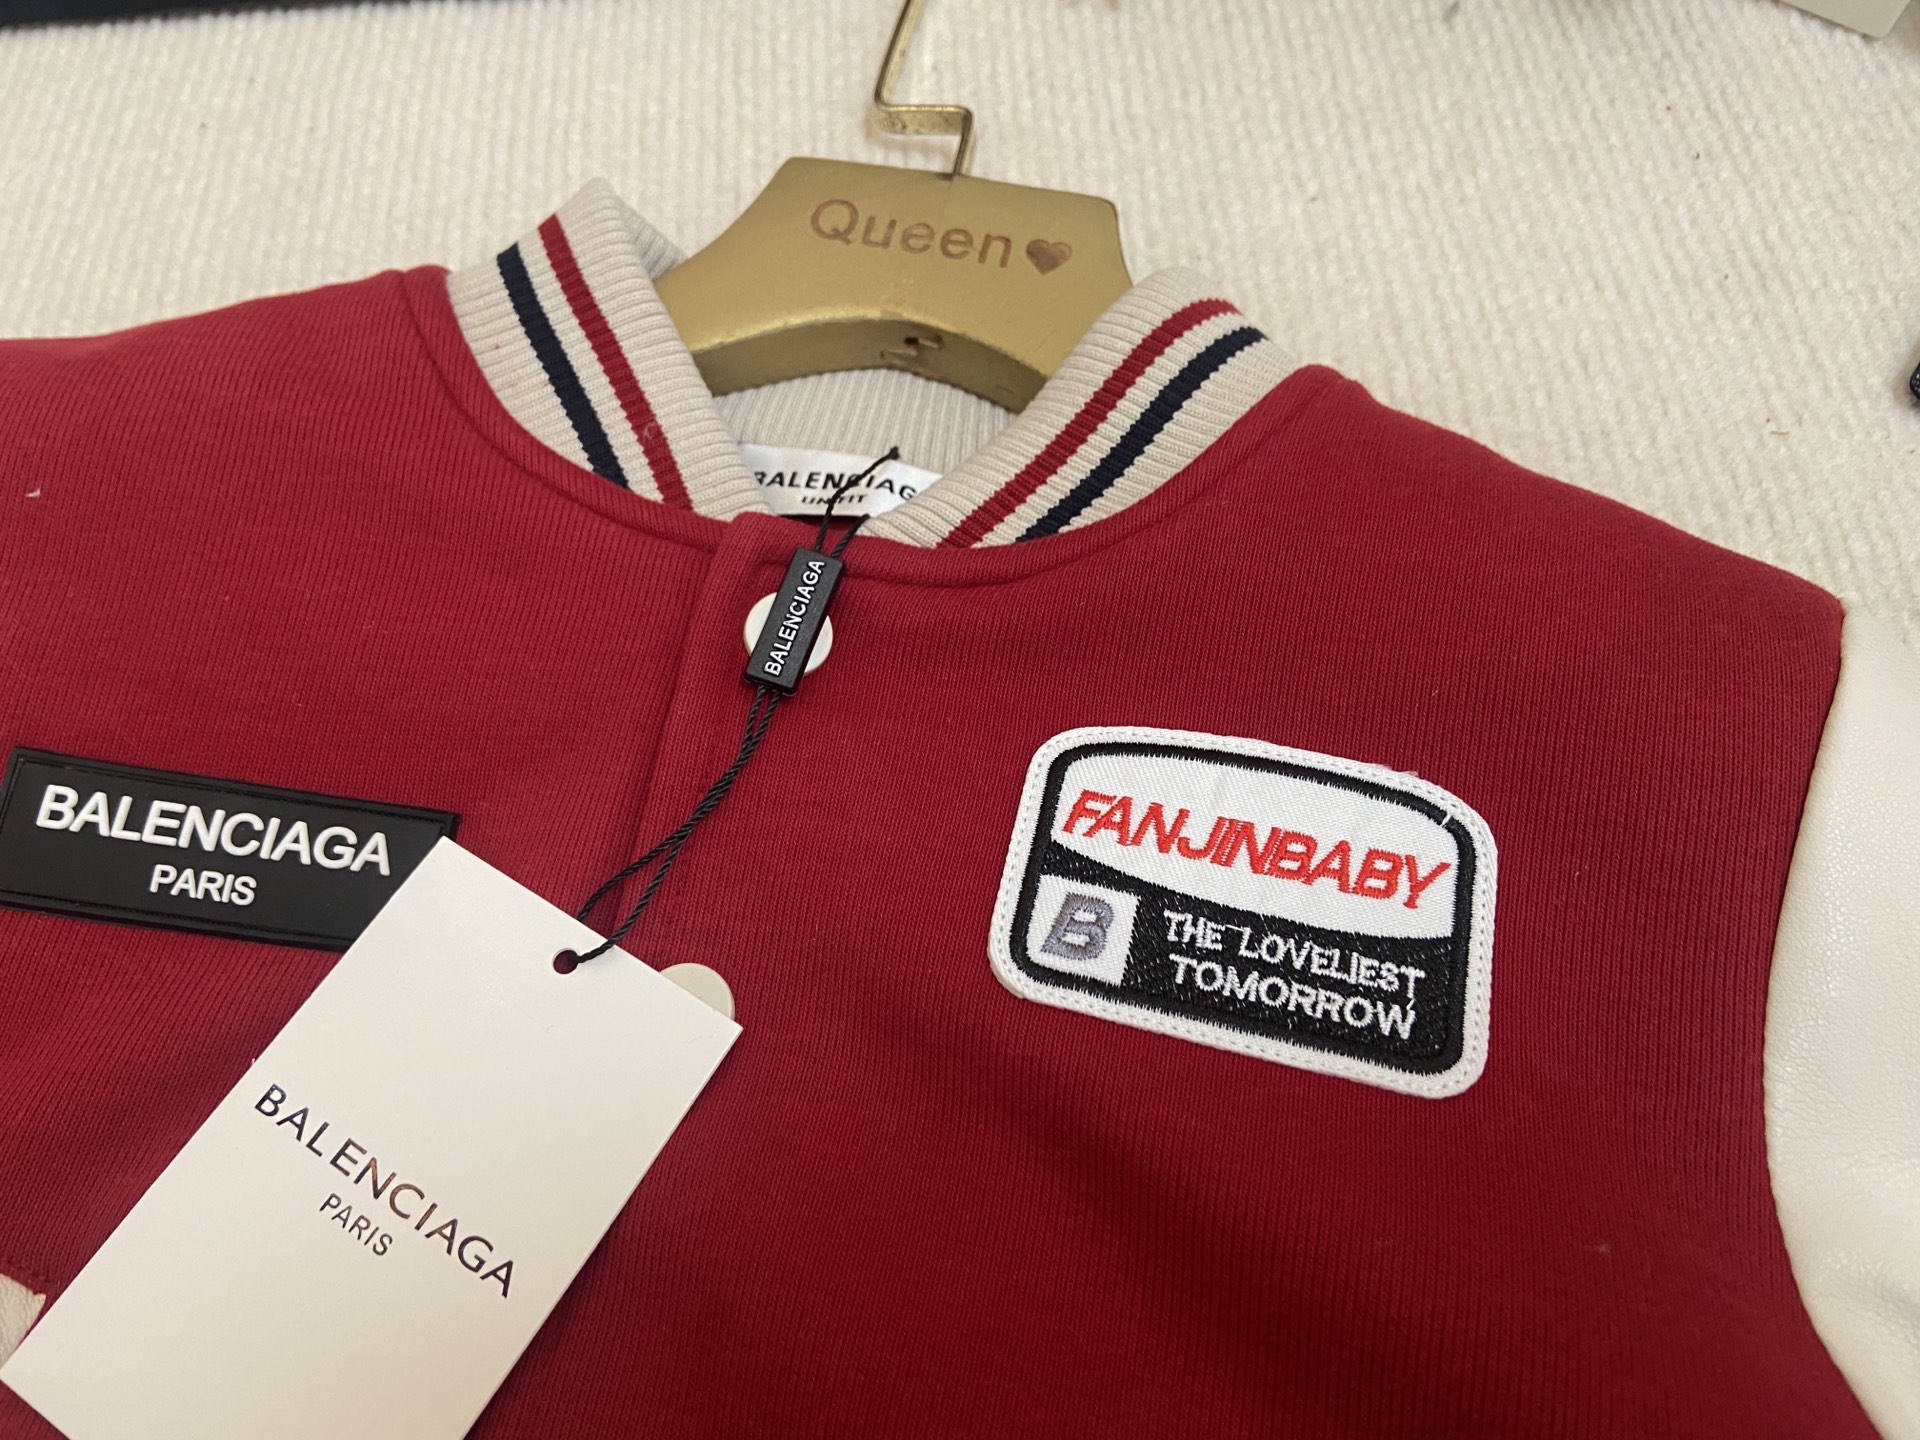 Queen
BALENCIAGA
BALENCIAGA
BALENCIAGA
PARIS
FANJINBABY
B
THE LOVELIEST
TOMORROW
BALENCIAGA
PARIS